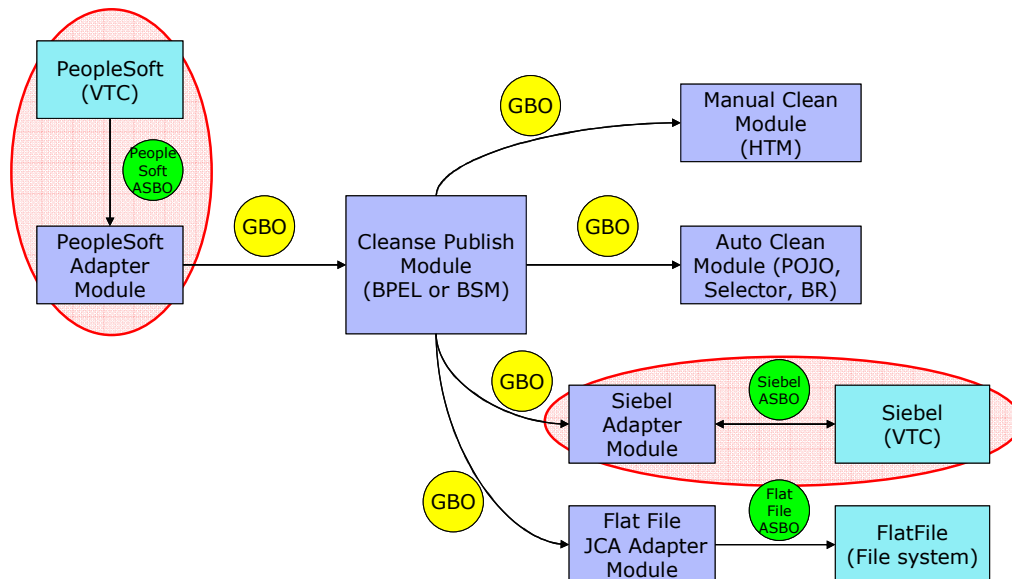 PeopleSoft
(VTC)
People
Soft
ASBO
PeopleSoft
Adapter
Module
GBO
Cleanse Publish
Module
(BPEL or BSM)
GBO
Manual Clean
Module
(HTM)
GBO
Auto Clean
Module (POJO,
Selector, BR)
GBO
Siebel
Adapter
Module
Siebel
ASBO
Siebel
(VTC)
GBO
Flat File
JCA Adapter
Module
Flat
File
ASBO
FlatFile
(File system)